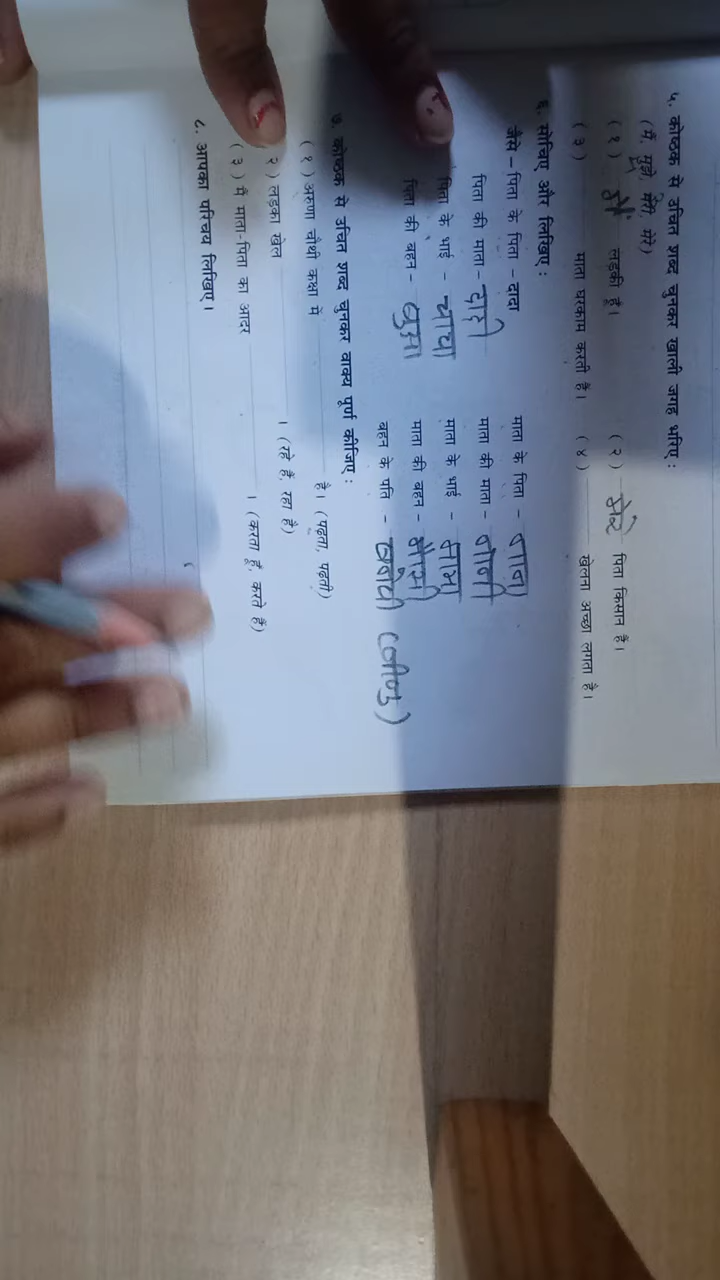 ५. कोष्ठक से उचित शब्द चुनकर खाली जगह भरिए :
(मैं, मुझे, मेरी, मेरे)
(१) मैं लड़की हूँ। (२) मेरे पिता किसान हैं।
(३) माता घरकाम करती हैं। (४) खेलना अच्छा लगता है।
६. सोचिए और लिखिए :
जैसे – पिता के पिता – दादा माता के पिता – नाना
पिता की माता – दादी माता की माता –
पिता के भाई – चाचा माता के भाई – मामा
पिता की बहन – बुआ माता की बहन – मौसी
बहन के पति –
७. कोष्ठक से उचित शब्द चुनकर वाक्य पूर्ण कीजिए :
(१) अरुणा चौथी कक्षा में है। (पढ़ता, पढ़ती)
२) लड़का खेल । (रहे हैं, रहा है)
(३) मैं माता-पिता का आदर । (करता हूँ, करते हैं)
८. आपका परिचय लिखिए।